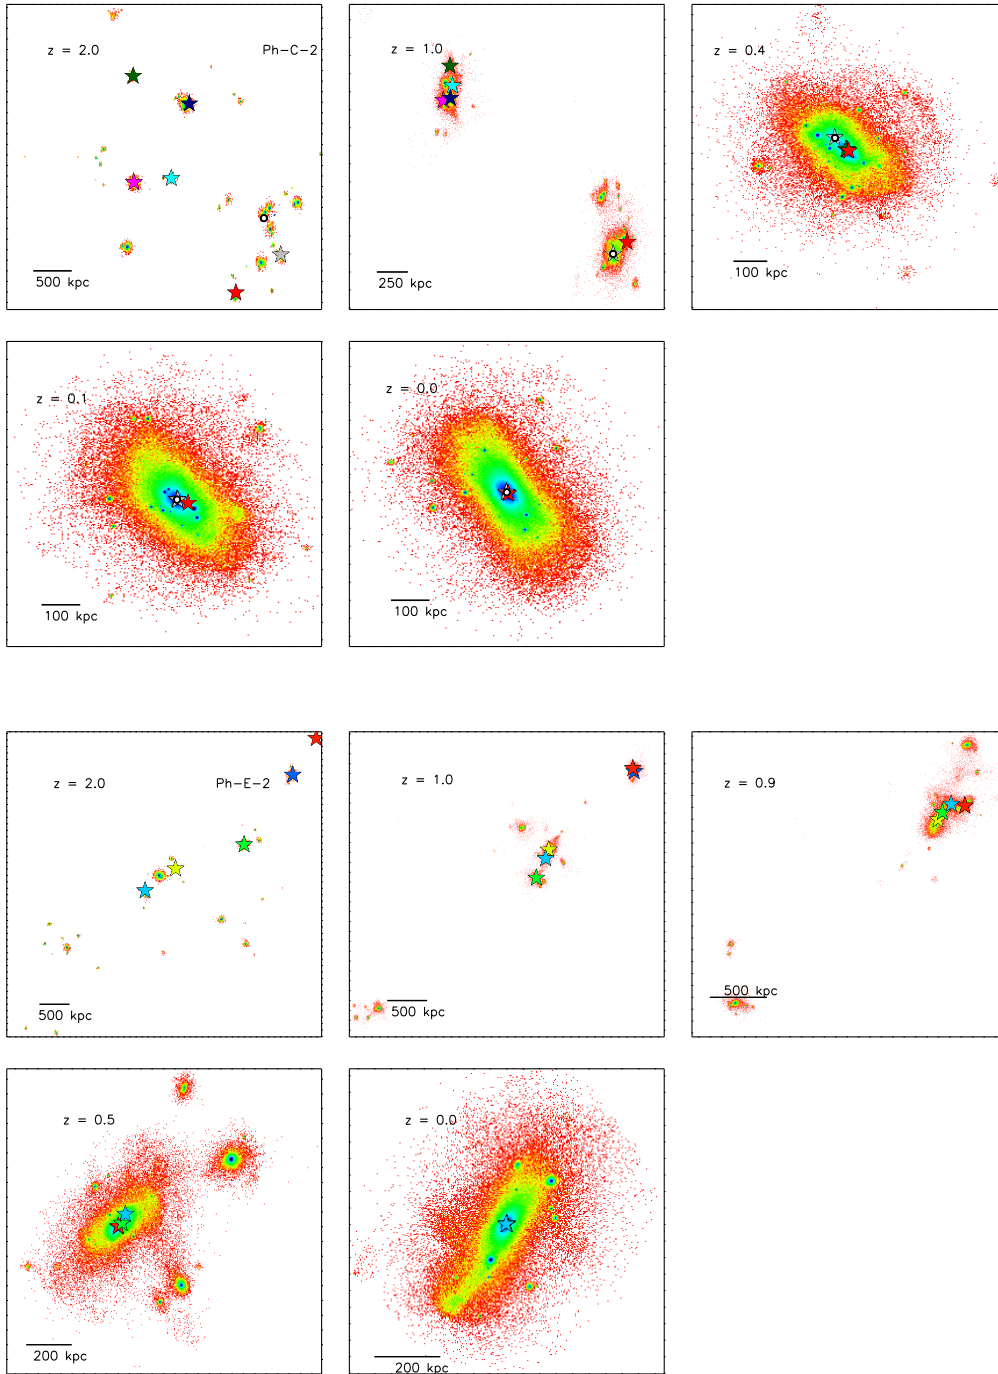 z = 2.0
Ph-C-2
500 kpc
z = 1.0
250 kpc
z = 0.4
100 kpc
z = 0.1
100 kpc
z = 0.0
100 kpc
z = 2.0
Ph-E-2
500 kpc
z = 1.0
500 kpc
z = 0.9
500 kpc
z = 0.5
200 kpc
z = 0.0
200 kpc